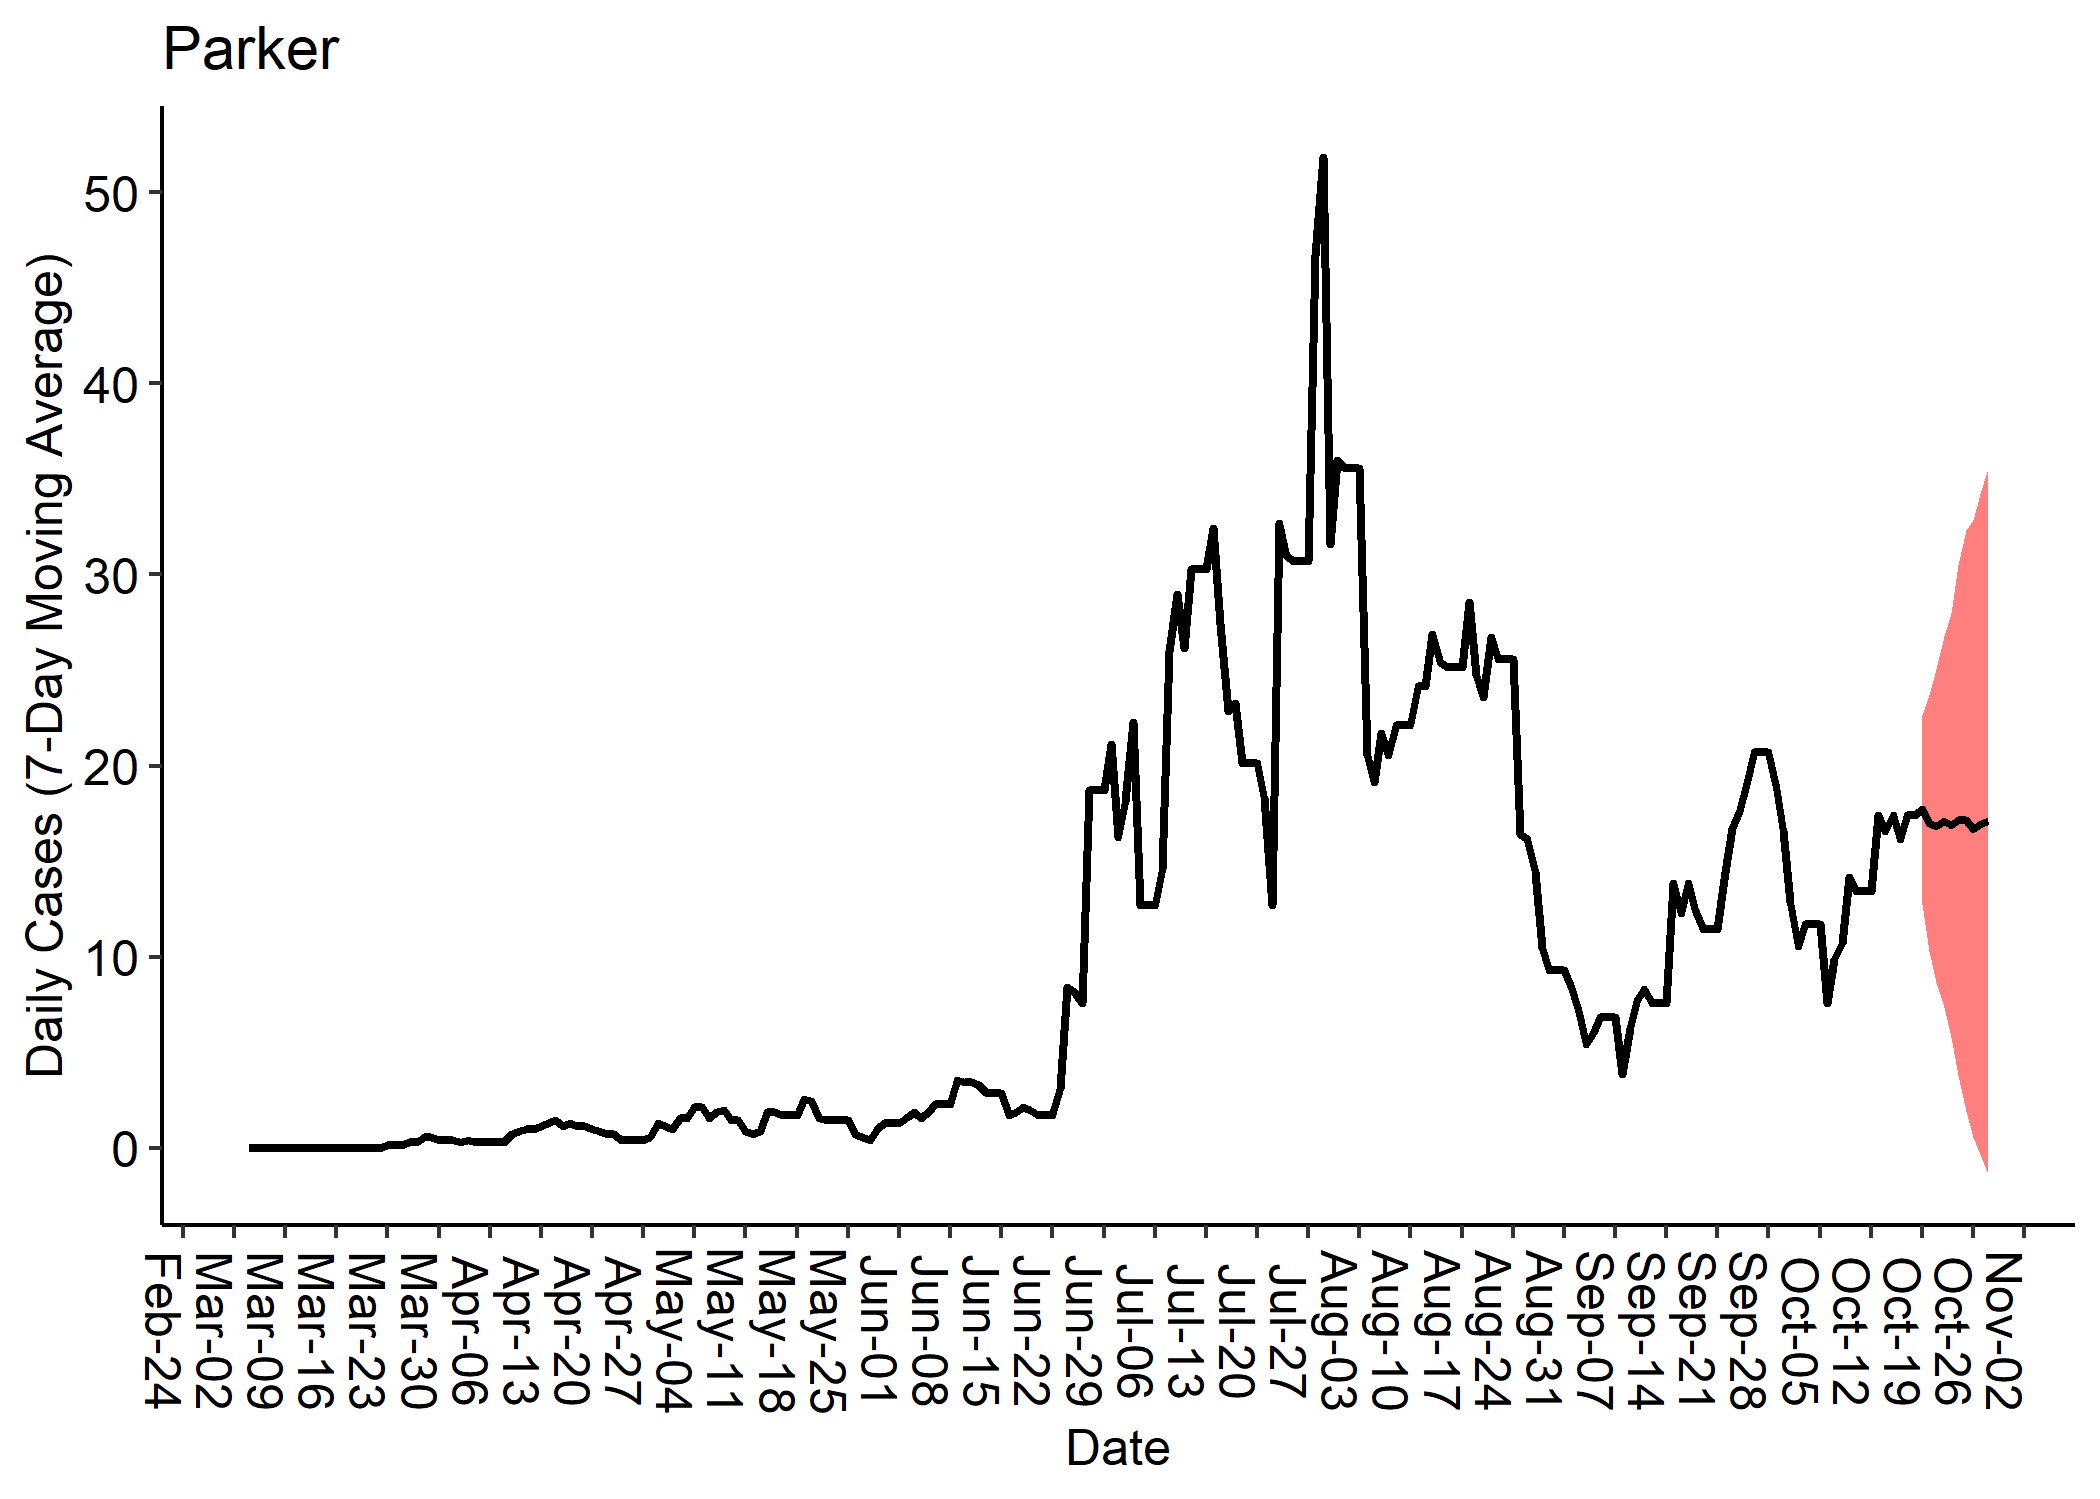 Parker
Daily Cases (7-Day Moving Average)
50
40
30
20
10
0
Feb-24
Mar-02
Mar-09
Mar-16
Mar-23
Mar-30
Apr-06
Apr-13
Apr-20
Apr-27
May-04
May-11
May-18
May-25
Jun-01
Jun-08
Jun-15
Jun-22
Jun-29
Jul-06
Jul-13
Jul-20
Jul-27
Aug-03
Aug-10
Aug-17
Aug-24
Aug-31
Sep-07
Sep-14
Sep-21
Sep-28
Oct-05
Oct-12
Oct-19
Oct-26
Nov-02
Date